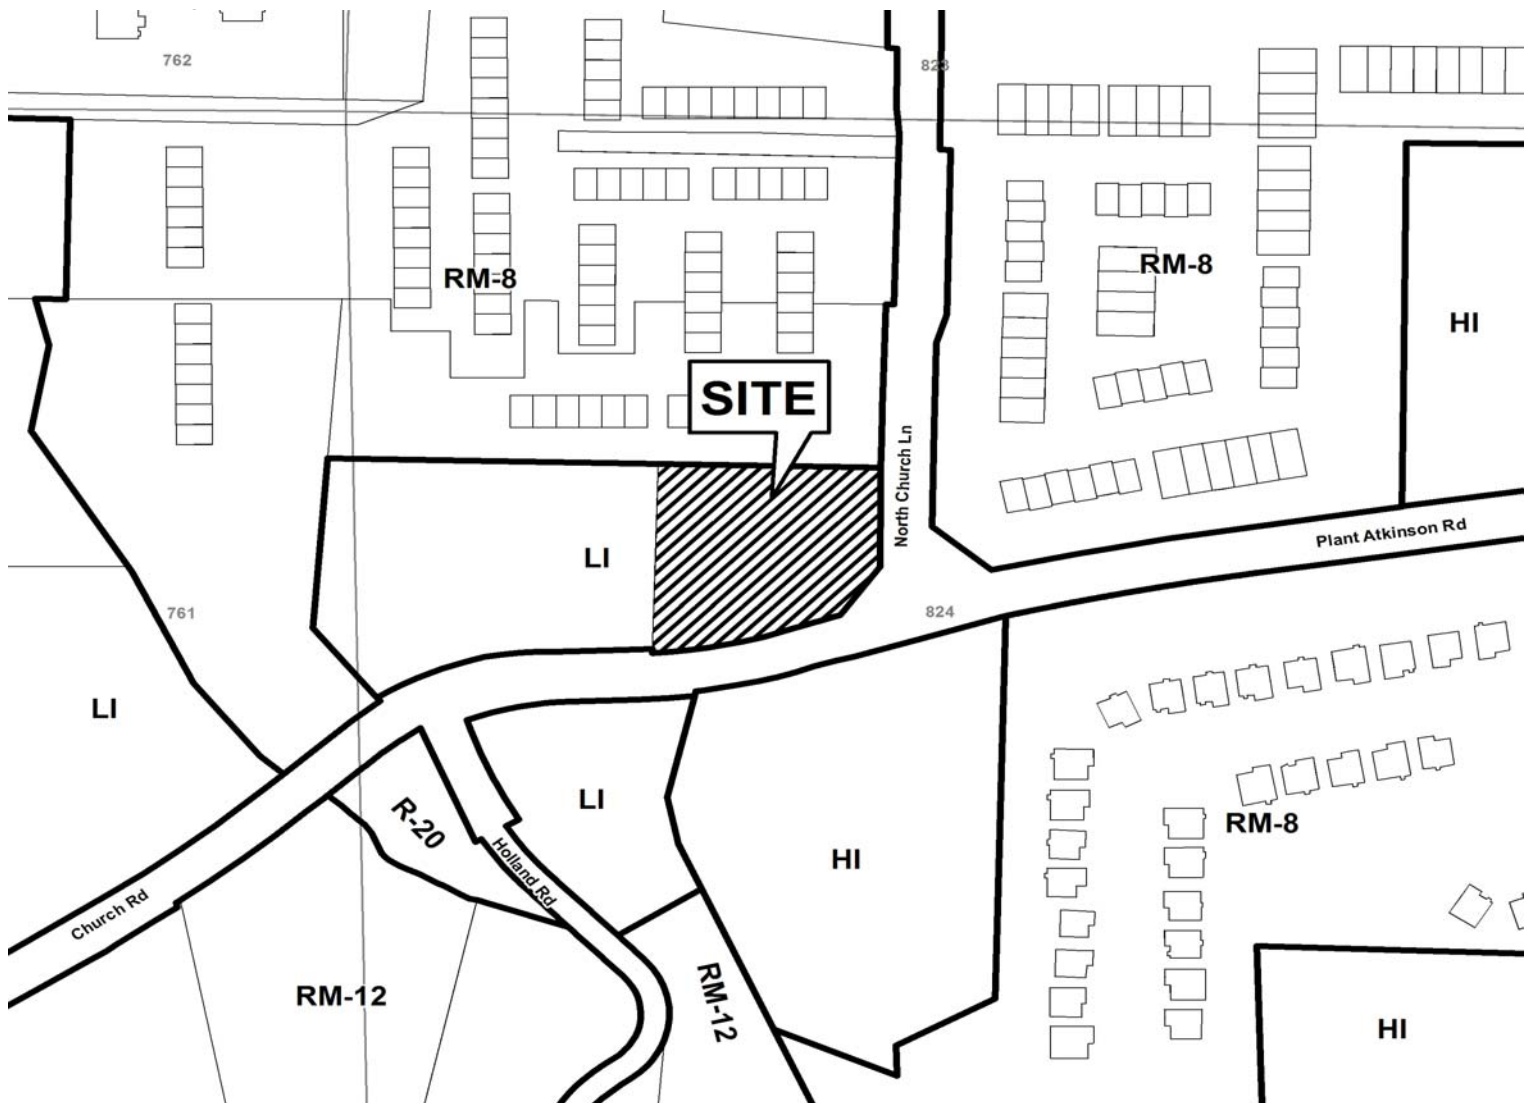 762
823
RM-8
RM-8
HI
SITE
North Church Ln
Plant Atkinson Rd
LI
761
824
LI
LI
R-20
HI
RM-8
Holland Rd
Church Rd
RM-12
RM-12
HI